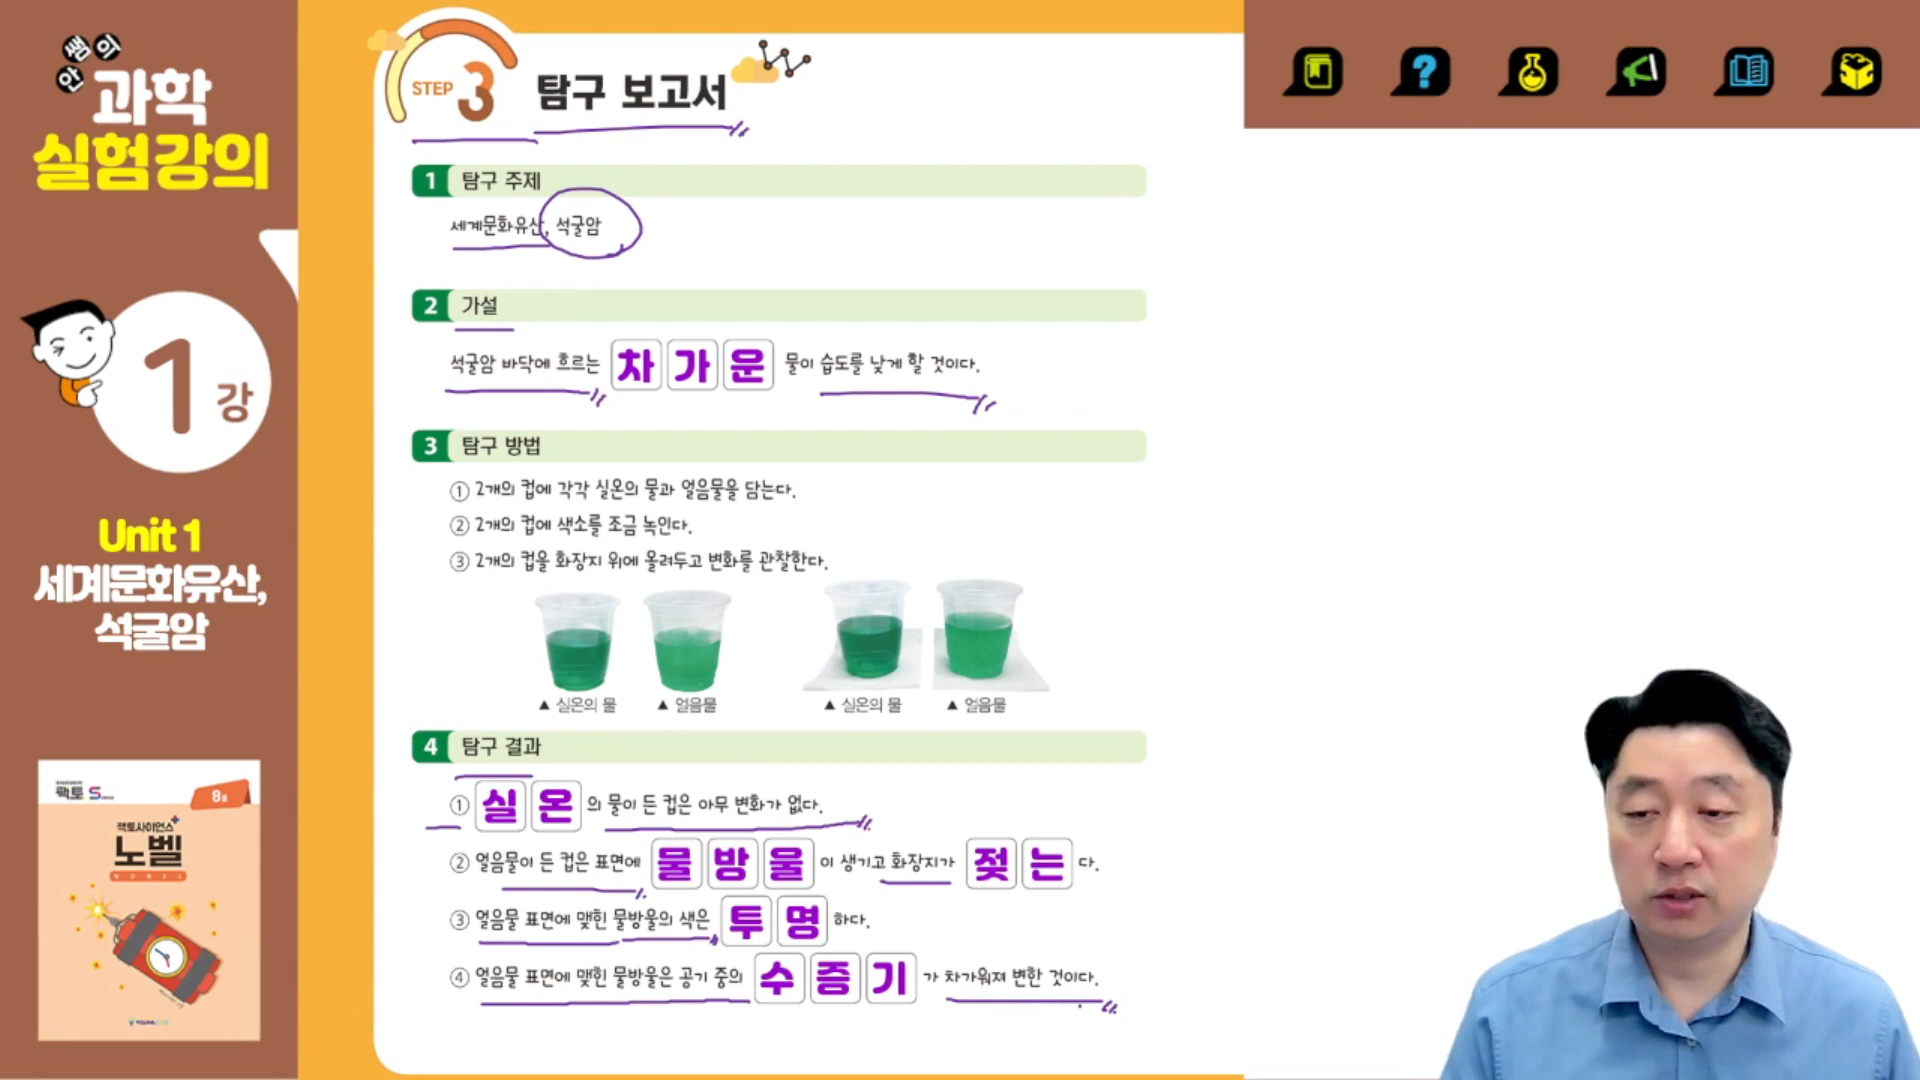 안쌤의
과학
실험강의
1강
Unit 1
세계문화유산,
석굴암
팩토 S
8호
팩토사이언스+
노벨
NOBEL
STEP 3 탐구 보고서
1 탐구 주제
세계문화유산, 석굴암
2 가설
석굴암 바닥에 흐르는 차가운 물이 습도를 낮게 할 것이다.
3 탐구 방법
① 2개의 컵에 각각 실온의 물과 얼음물을 담는다.
② 2개의 컵에 색소를 조금 녹인다.
③ 2개의 컵을 화장지 위에 올려두고 변화를 관찰한다.
▲ 실온의 물 ▲ 얼음물 ▲ 실온의 물 ▲ 얼음물
4 탐구 결과
① 실온의 물이 든 컵은 아무 변화가 없다.
② 얼음물이 든 컵은 표면에 물방울이 생기고 화장지가 젖는다.
③ 얼음물 표면에 맺힌 물방울의 색은 투명하다.
④ 얼음물 표면에 맺힌 물방울은 공기 중의 수증기가 차가워져 변한 것이다.